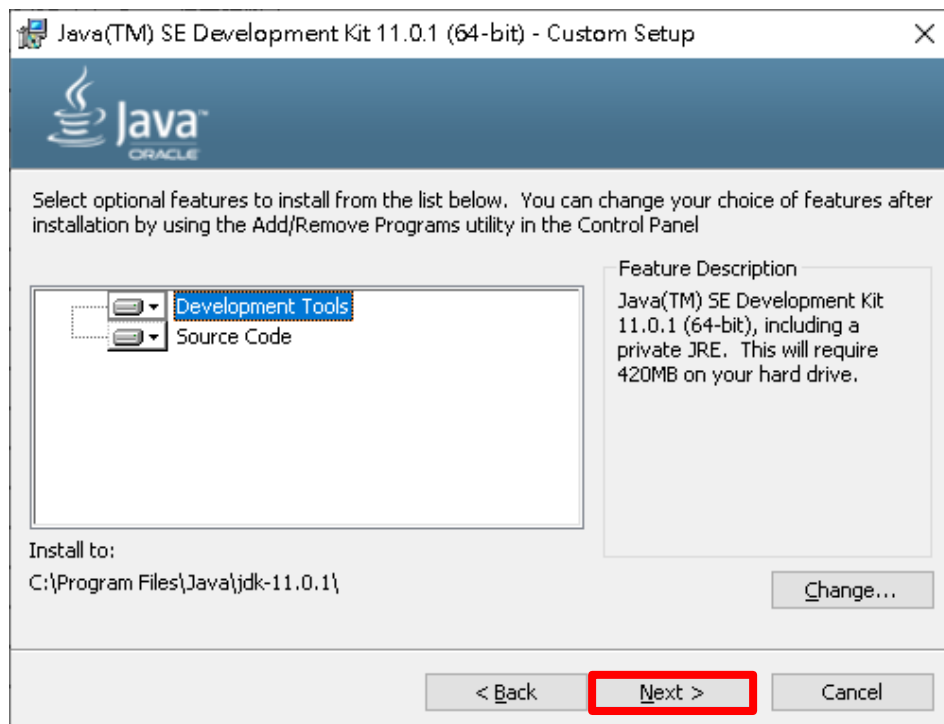 Java(TM) SE Development Kit 11.0.1 (64-bit) - Custom Setup
Java™
ORACLE
Select optional features to install from the list below.  You can change your choice of features after
installation by using the Add/Remove Programs utility in the Control Panel
Development Tools
Source Code
Feature Description
Java(TM) SE Development Kit
11.0.1 (64-bit), including a
private JRE.  This will require
420MB on your hard drive.
Install to:
C:\Program Files\Java\jdk-11.0.1\
Change...
< Back
Next >
Cancel